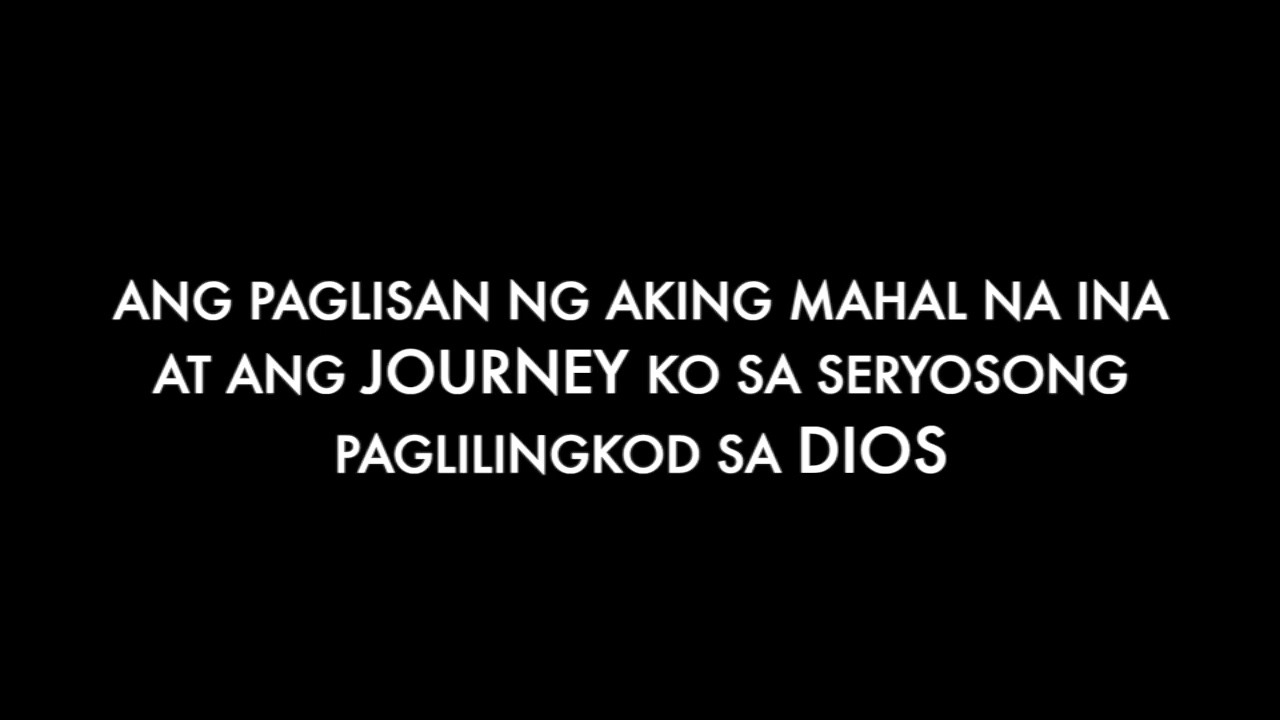 ANG PAGLISAN NG AKING MAHAL NA INA
AT ANG JOURNEY KO SA SERYOSONG
PAGLILINGKOD SA DIOS